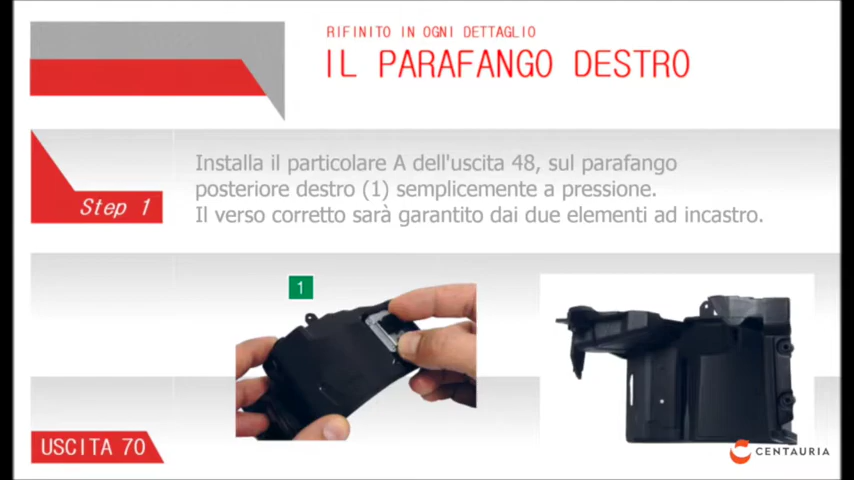 RIFINITO IN OGNI DETTAGLIO
IL PARAFANGO DESTRO
Installa il particolare A dell'uscita 48, sul parafango
posteriore destro (1) semplicemente a pressione.
Il verso corretto sarà garantito dai due elementi ad incastro.
Step 1
1
USCITA 70
CENTAURIA